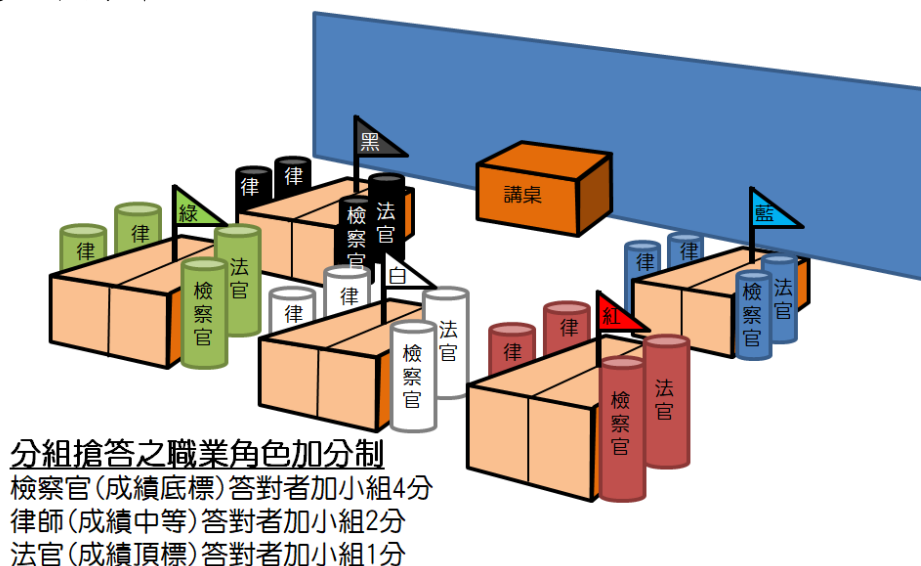 黑
律
律
檢察官
法官
講桌
綠
律
律
檢察官
法官
藍
律
律
檢察官
法官
白
律
律
檢察官
法官
紅
律
律
檢察官
法官
分組搶答之職業角色加分制
檢察官(成績底標)答對者加小組4分
律師(成績中等)答對者加小組2分
法官(成績頂標)答對者加小組1分